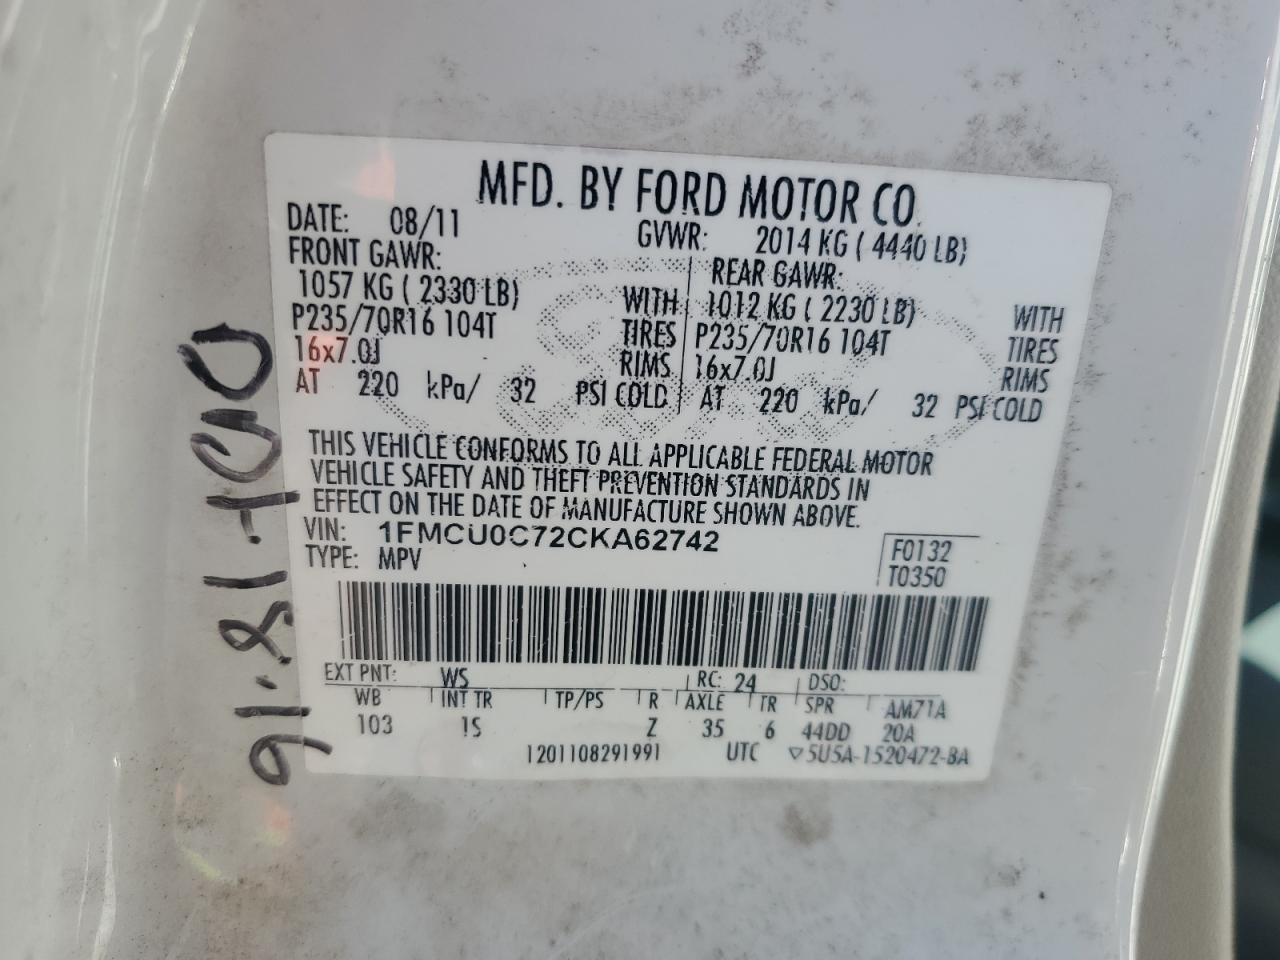 MFD. BY FORD MOTOR CO.
DATE: 08/11 GVWR: 2014 KG ( 4440 LB)
FRONT GAWR: REAR GAWR:
1057 KG ( 2330 LB) WITH 1012 KG ( 2230 LB) WITH
P235/70R16 104T TIRES P235/70R16 104T TIRES
16x7.0J RIMS 16x7.0J RIMS
AT 220 kPa/ 32 PSI COLD AT 220 kPa/ 32 PSI COLD
THIS VEHICLE CONFORMS TO ALL APPLICABLE FEDERAL MOTOR
VEHICLE SAFETY AND THEFT PREVENTION STANDARDS IN
EFFECT ON THE DATE OF MANUFACTURE SHOWN ABOVE.
VIN: 1FMCU0C72CKA62742 F0132
TYPE: MPV T0350
EXT PNT: WS RC: 24 DSO:
WB INT TR TP/PS R AXLE TR SPR AM71A
103 IS Z 35 6 44DD 20A
1201108291991 UTC ▽5U5A-1520472-BA